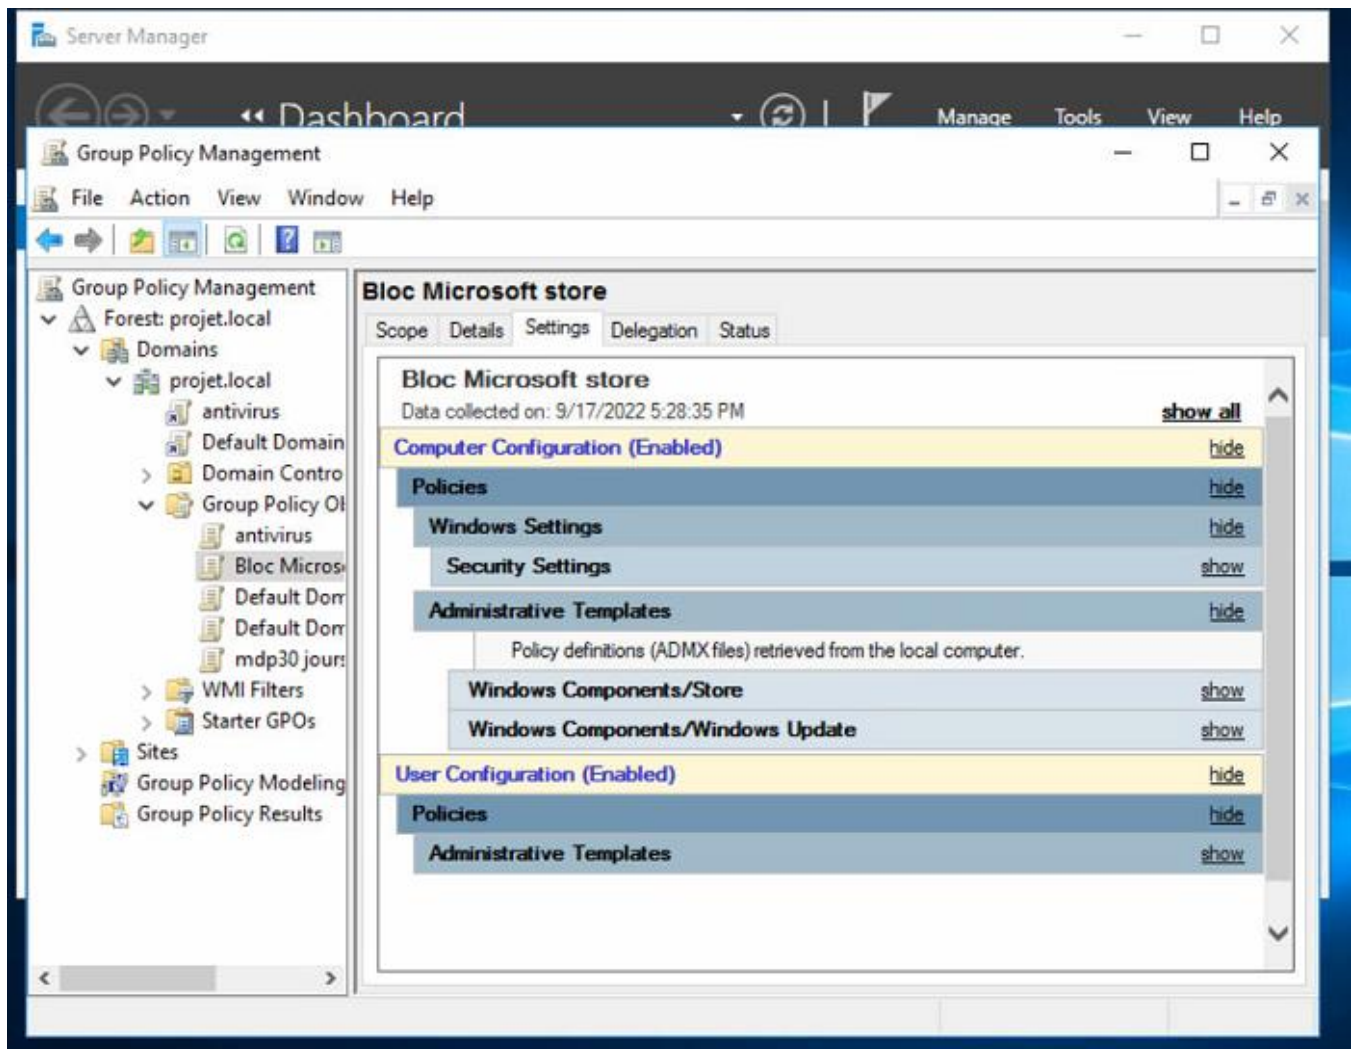 Server Manager
Dashboard
Manage Tools View Help
Group Policy Management
File Action View Window Help
Group Policy Management
Forest: projet.local
Domains
projet.local
antivirus
Default Domain
Domain Contro
Group Policy Ob
antivirus
Bloc Micros
Default Dom
Default Dom
mdp30 jours
WMI Filters
Starter GPOs
Sites
Group Policy Modeling
Group Policy Results
Bloc Microsoft store
Scope Details Settings Delegation Status
Bloc Microsoft store
Data collected on: 9/17/2022 5:28:35 PM show all
Computer Configuration (Enabled) hide
Policies hide
Windows Settings hide
Security Settings show
Administrative Templates hide
Policy definitions (ADMX files) retrieved from the local computer.
Windows Components/Store show
Windows Components/Windows Update show
User Configuration (Enabled) hide
Policies hide
Administrative Templates show